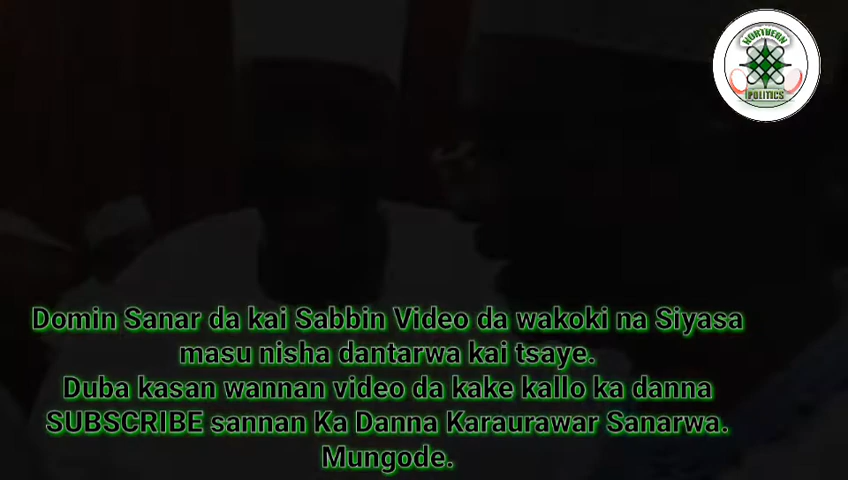 NORTHERN
POLITICS
Domin Sanar da kai Sabbin Video da wakoki na Siyasa
masu nisha dantarwa kai tsaye.
Duba kasan wannan video da kake kallo ka danna
SUBSCRIBE sannan Ka Danna Karaurawar Sanarwa.
Mungode.